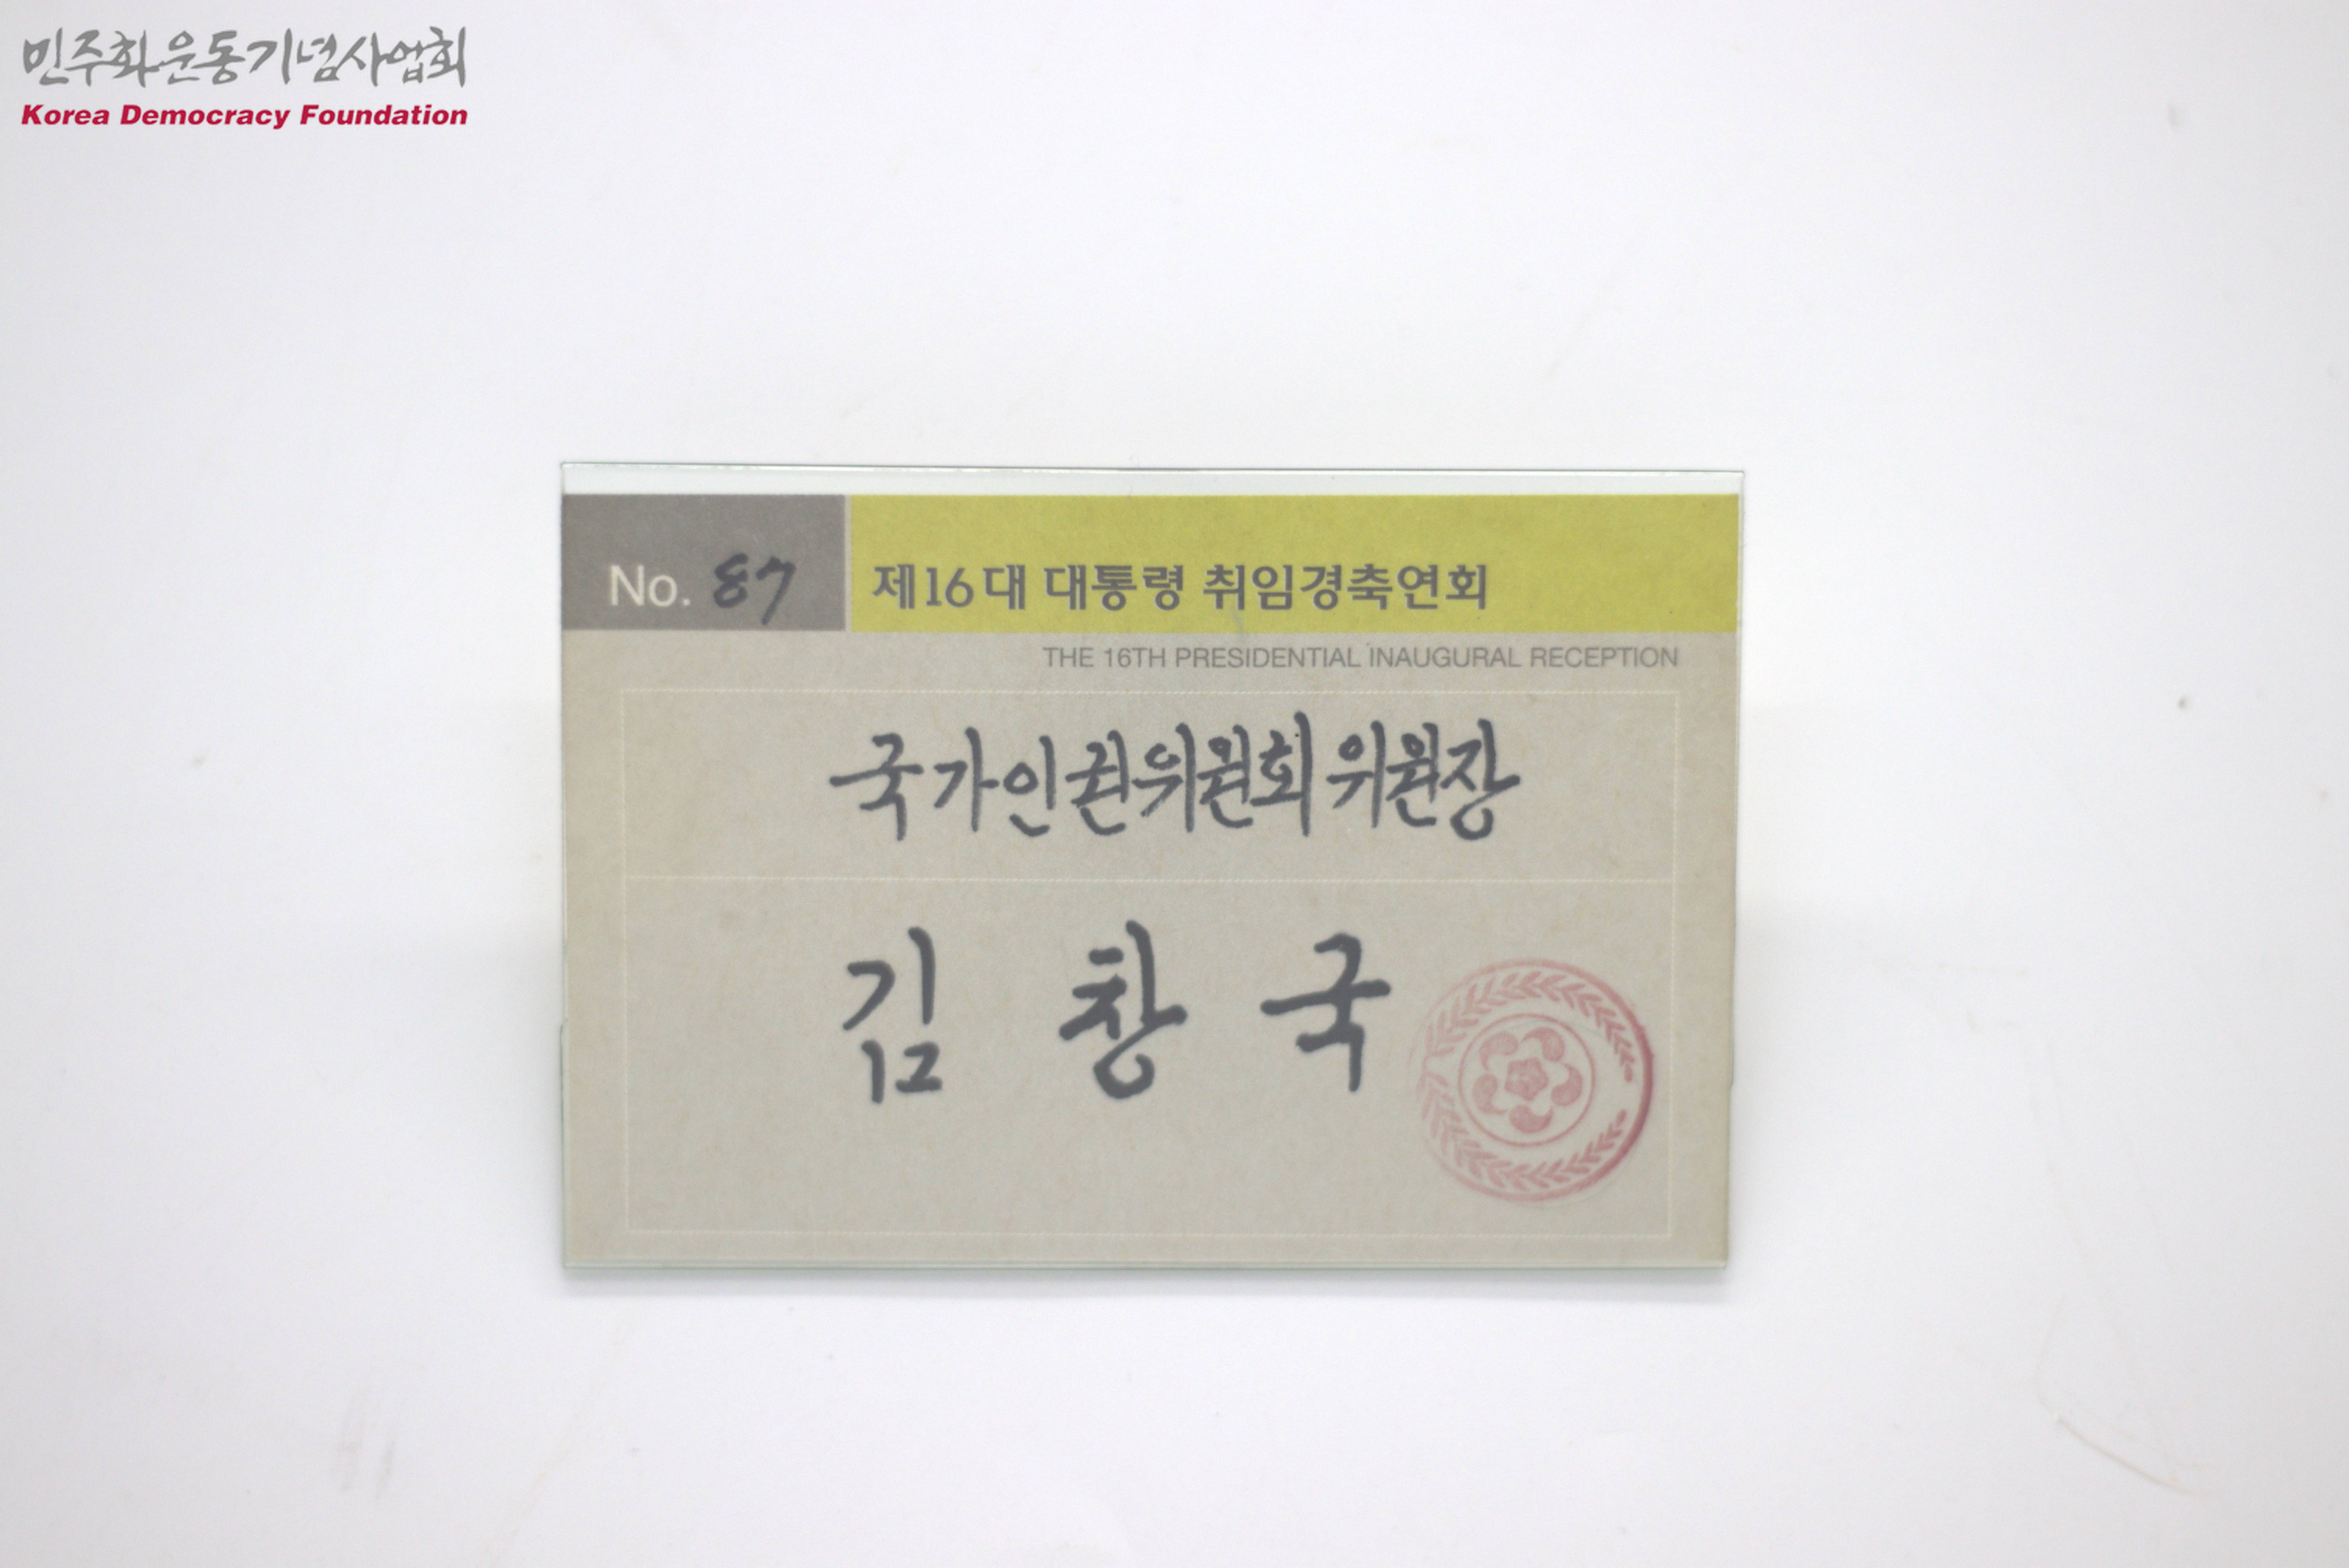 민주화운동기념사업회
Korea Democracy Foundation
No. 87
제16대 대통령 취임경축연회
THE 16TH PRESIDENTIAL INAUGURAL RECEPTION
국가인권위원회 위원장
김 창 국